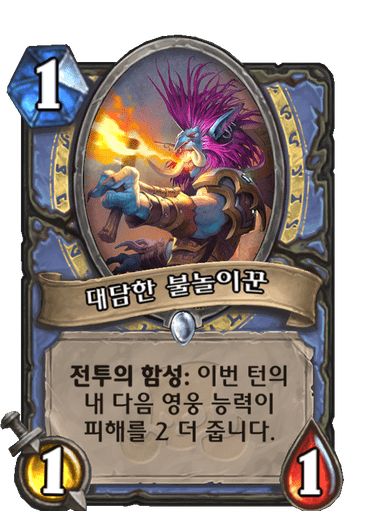 1
대담한 불놀이꾼
전투의 함성: 이번 턴의
내 다음 영웅 능력이
피해를 2 더 줍니다.
1
1